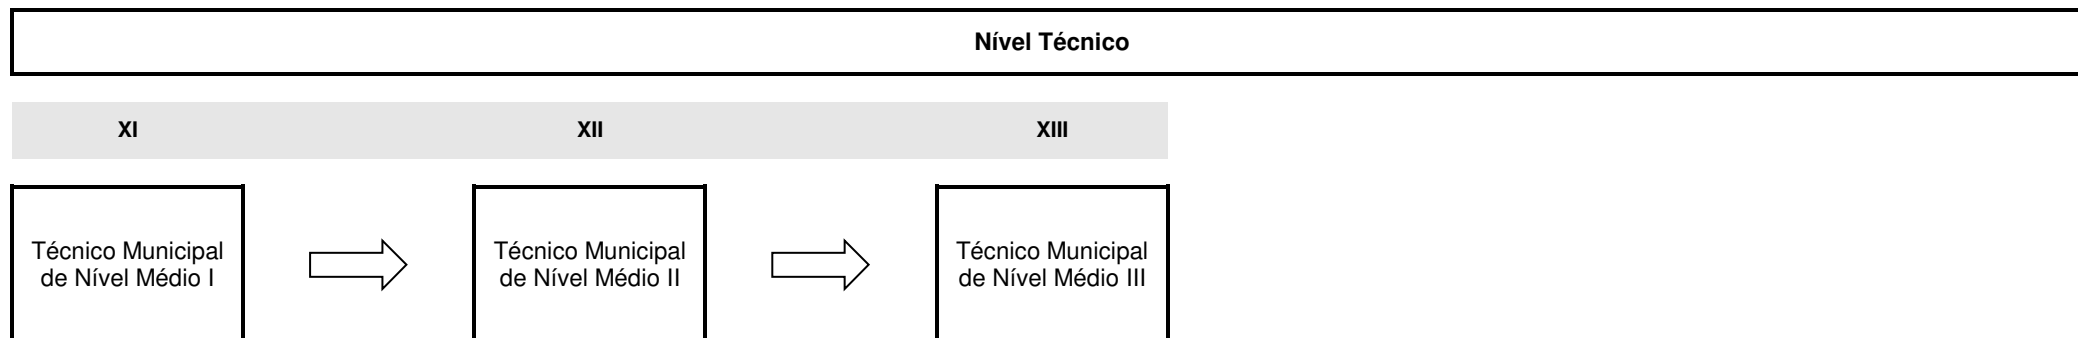 Nível Técnico
XI
XII
XIII
Técnico Municipal
de Nível Médio I
Técnico Municipal
de Nível Médio II
Técnico Municipal
de Nível Médio III